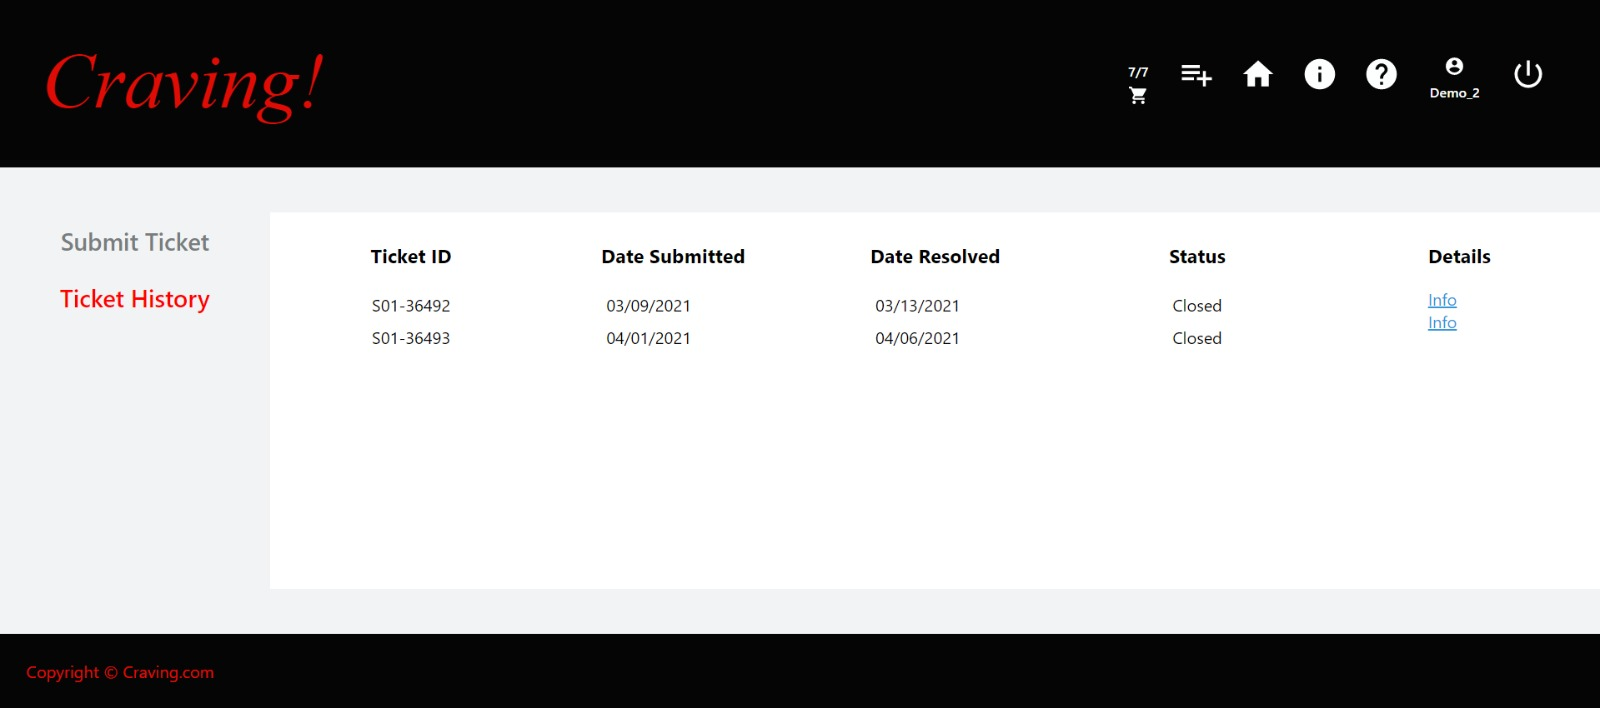 Craving!
7/7
Demo_2
Submit Ticket
Ticket History
Ticket ID Date Submitted Date Resolved Status Details
S01-36492 03/09/2021 03/13/2021 Closed Info
S01-36493 04/01/2021 04/06/2021 Closed Info
Copyright © Craving.com